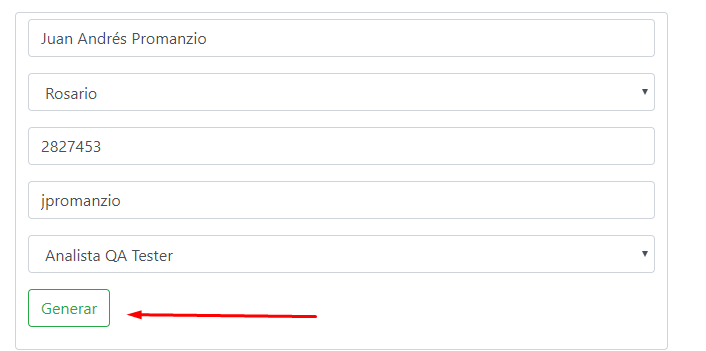 Juan Andrés Promanzio
Rosario
2827453
jpromanzio
Analista QA Tester
Generar